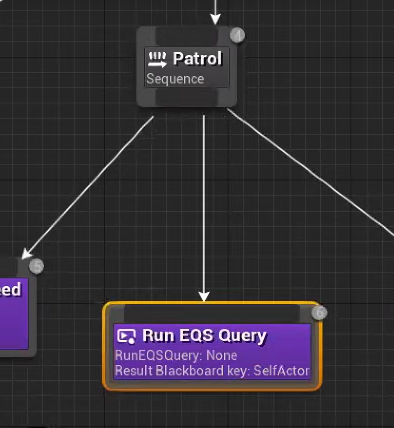 4
Patrol
Sequence
5
eed
6
Run EQS Query
RunEQSQuery: None
Result Blackboard key: SelfActor